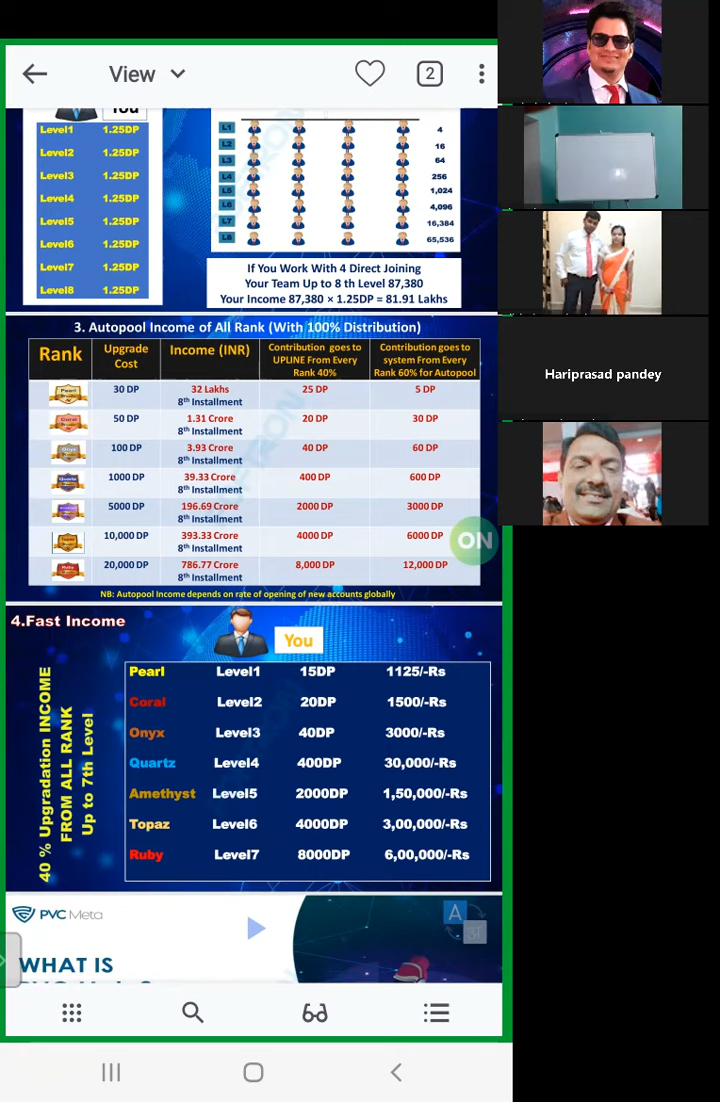 View
2
You
Level1 1.25DP
Level2 1.25DP
Level3 1.25DP
Level4 1.25DP
Level5 1.25DP
Level6 1.25DP
Level7 1.25DP
Level8 1.25DP
L1 4
L2 16
L3 64
L4 256
L5 1,024
L6 4,096
L7 16,384
L8 65,536
If You Work With 4 Direct Joining
Your Team Up to 8 th Level 87,380
Your Income 87,380 × 1.25DP = 81.91 Lakhs
3. Autopool Income of All Rank (With 100% Distribution)
Rank Upgrade Cost Income (INR) Contribution goes to UPLINE From Every Rank 40% Contribution goes to system From Every Rank 60% for Autopool
Pearl 30 DP 32 Lakhs 25 DP 5 DP
8th Installment
Coral 50 DP 1.31 Crore 20 DP 30 DP
8th Installment
Onyx 100 DP 3.93 Crore 40 DP 60 DP
8th Installment
Quartz 1000 DP 39.33 Crore 400 DP 600 DP
8th Installment
5000 DP 196.69 Crore 2000 DP 3000 DP
8th Installment
10,000 DP 393.33 Crore 4000 DP 6000 DP
8th Installment
Ruby 20,000 DP 786.77 Crore 8,000 DP 12,000 DP
8th Installment
ON
NB: Autopool Income depends on rate of opening of new accounts globally
4.Fast Income
You
40 % Upgradation INCOME
FROM ALL RANK
Up to 7th Level
Pearl Level1 15DP 1125/-Rs
Coral Level2 20DP 1500/-Rs
Onyx Level3 40DP 3000/-Rs
Quartz Level4 400DP 30,000/-Rs
Amethyst Level5 2000DP 1,50,000/-Rs
Topaz Level6 4000DP 3,00,000/-Rs
Ruby Level7 8000DP 6,00,000/-Rs
PVC Meta
A
WHAT IS
Hariprasad pandey